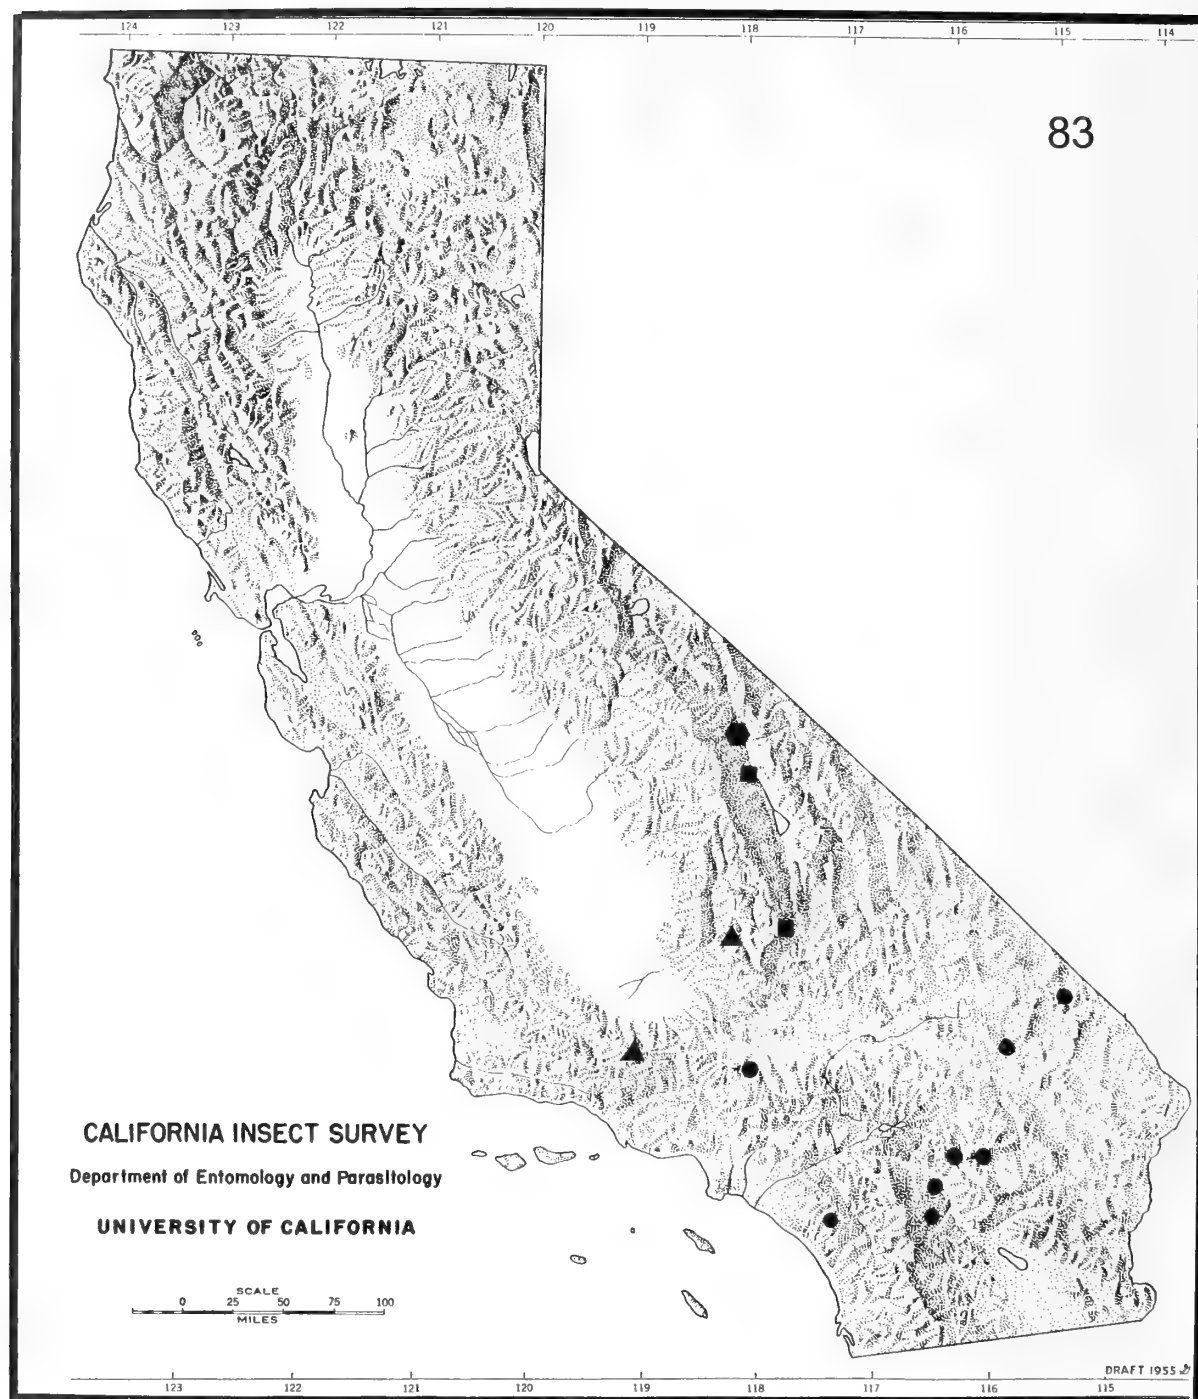 124 123 122 121 120 119 118 117 116 115 114
83
CALIFORNIA INSECT SURVEY
Department of Entomology and Parasitology
UNIVERSITY OF CALIFORNIA
SCALE
0 25 50 75 100
MILES
DRAFT 1955
123 122 121 120 119 118 117 116 115